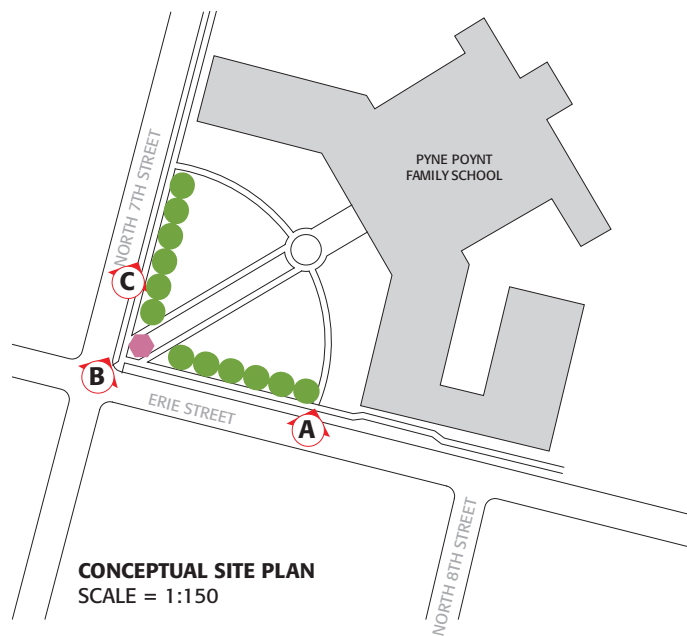 PYNE POYNT
FAMILY SCHOOL
NORTH 7TH STREET
C
B
ERIE STREET
A
NORTH 8TH STREET
CONCEPTUAL SITE PLAN
SCALE = 1:150